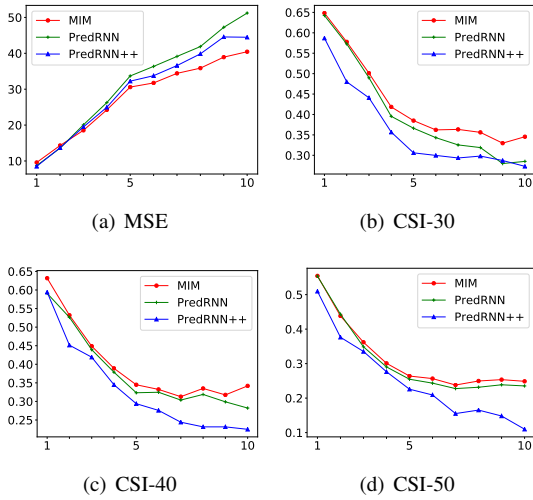 50
40
30
20
10
MIM
PredRNN
PredRNN++
1
5
10
(a) MSE
0.65
0.60
0.55
0.50
0.45
0.40
0.35
0.30
MIM
PredRNN
PredRNN++
1
5
10
(b) CSI-30
0.65
0.60
0.55
0.50
0.45
0.40
0.35
0.30
0.25
MIM
PredRNN
PredRNN++
1
5
10
(c) CSI-40
0.5
0.4
0.3
0.2
0.1
MIM
PredRNN
PredRNN++
1
5
10
(d) CSI-50